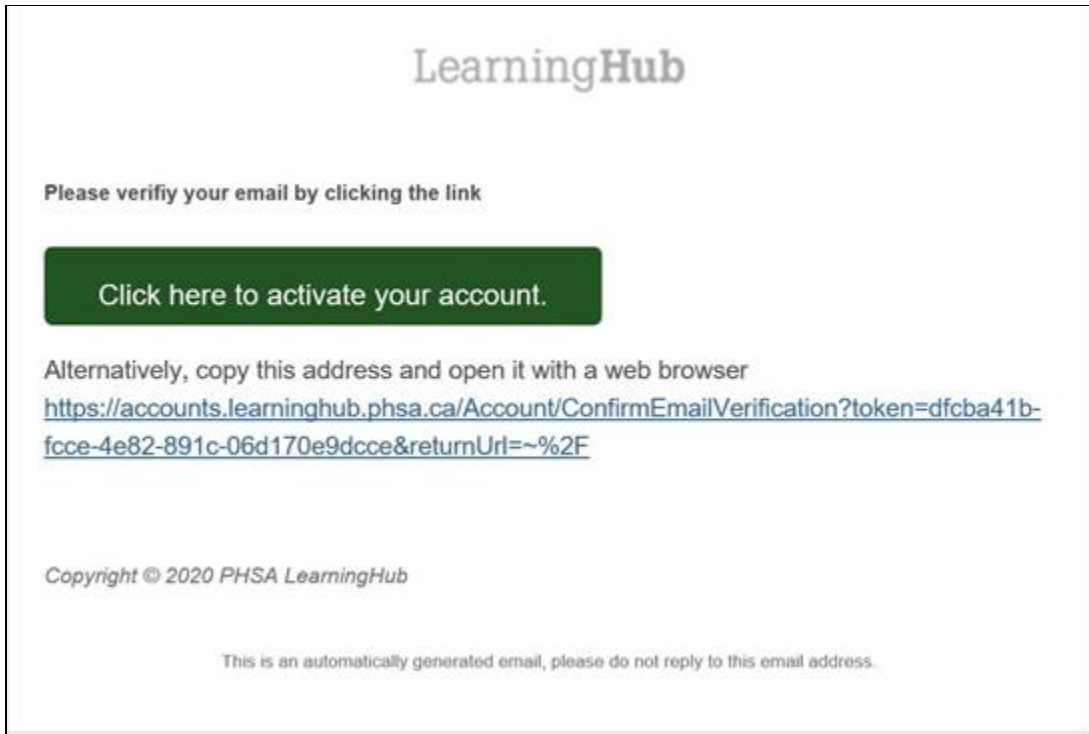 LearningHub
Please verifiy your email by clicking the link
Click here to activate your account.
Alternatively, copy this address and open it with a web browser
https://accounts.learninghub.phsa.ca/Account/ConfirmEmailVerification?token=dfcba41b-
fcce-4e82-891c-06d170e9dcce&returnUrl=~%2F
Copyright © 2020 PHSA LearningHub
This is an automatically generated email, please do not reply to this email address.